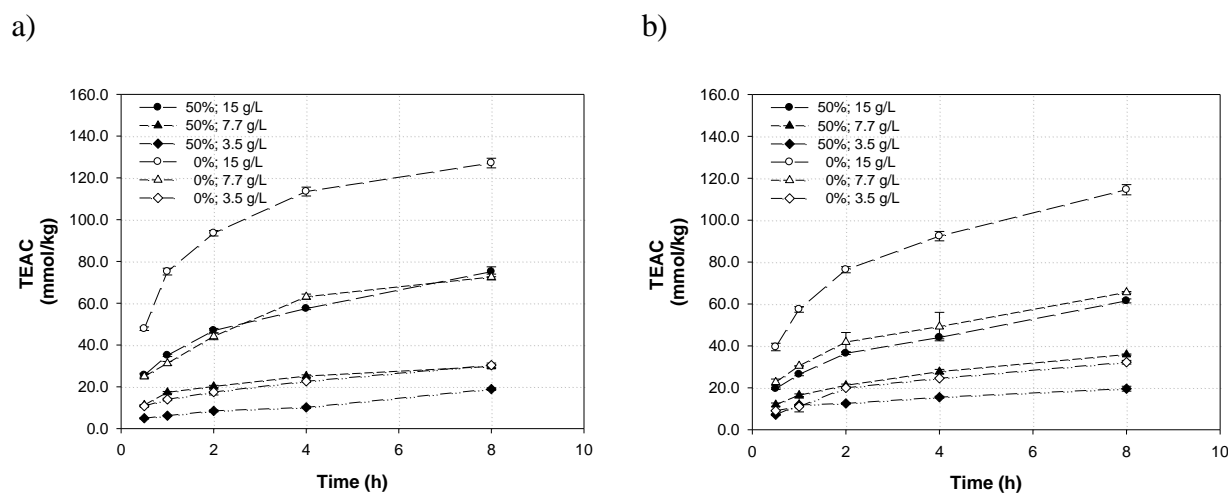 a)
160.0
140.0
120.0
100.0
80.0
60.0
40.0
20.0
0.0
TEAC
(mmol/kg)
50%; 15 g/L
50%; 7.7 g/L
50%; 3.5 g/L
0%; 15 g/L
0%; 7.7 g/L
0%; 3.5 g/L
0 2 4 6 8 10
Time (h)
b)
160.0
140.0
120.0
100.0
80.0
60.0
40.0
20.0
0.0
TEAC
(mmol/kg)
50%; 15 g/L
50%; 7.7 g/L
50%; 3.5 g/L
0%; 15 g/L
0%; 7.7 g/L
0%; 3.5 g/L
0 2 4 6 8 10
Time (h)